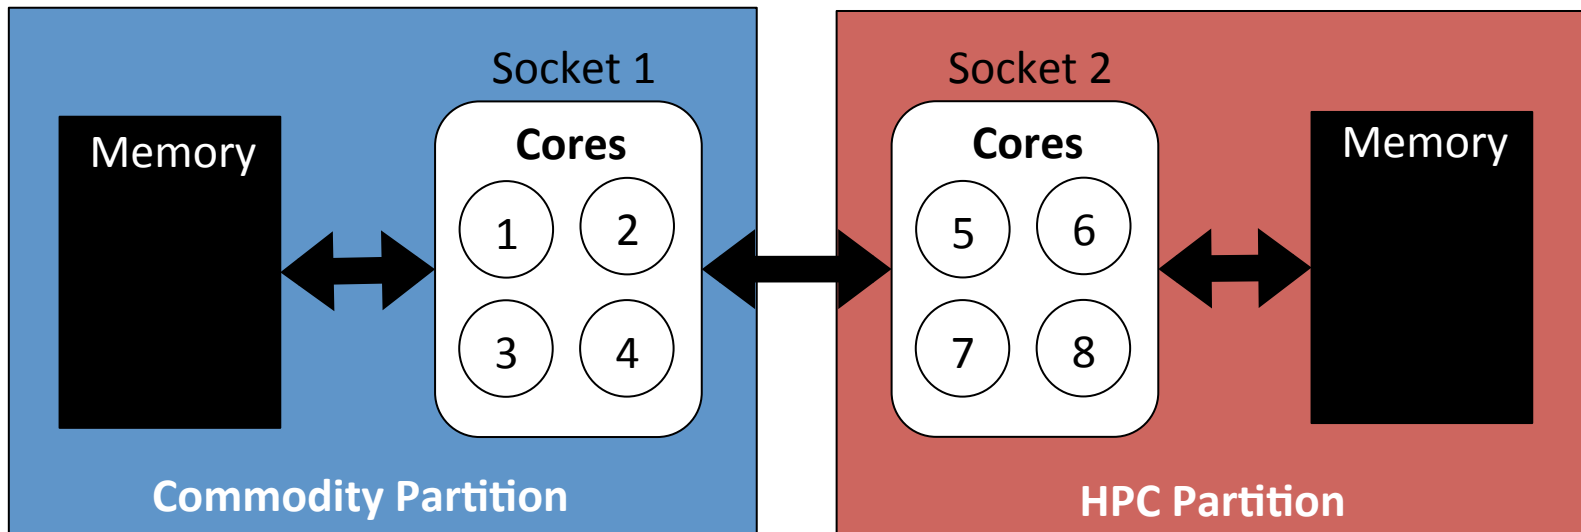 Socket 1
Memory
Cores
1 2
3 4
Commodity Partition
Socket 2
Cores
5 6
7 8
Memory
HPC Partition